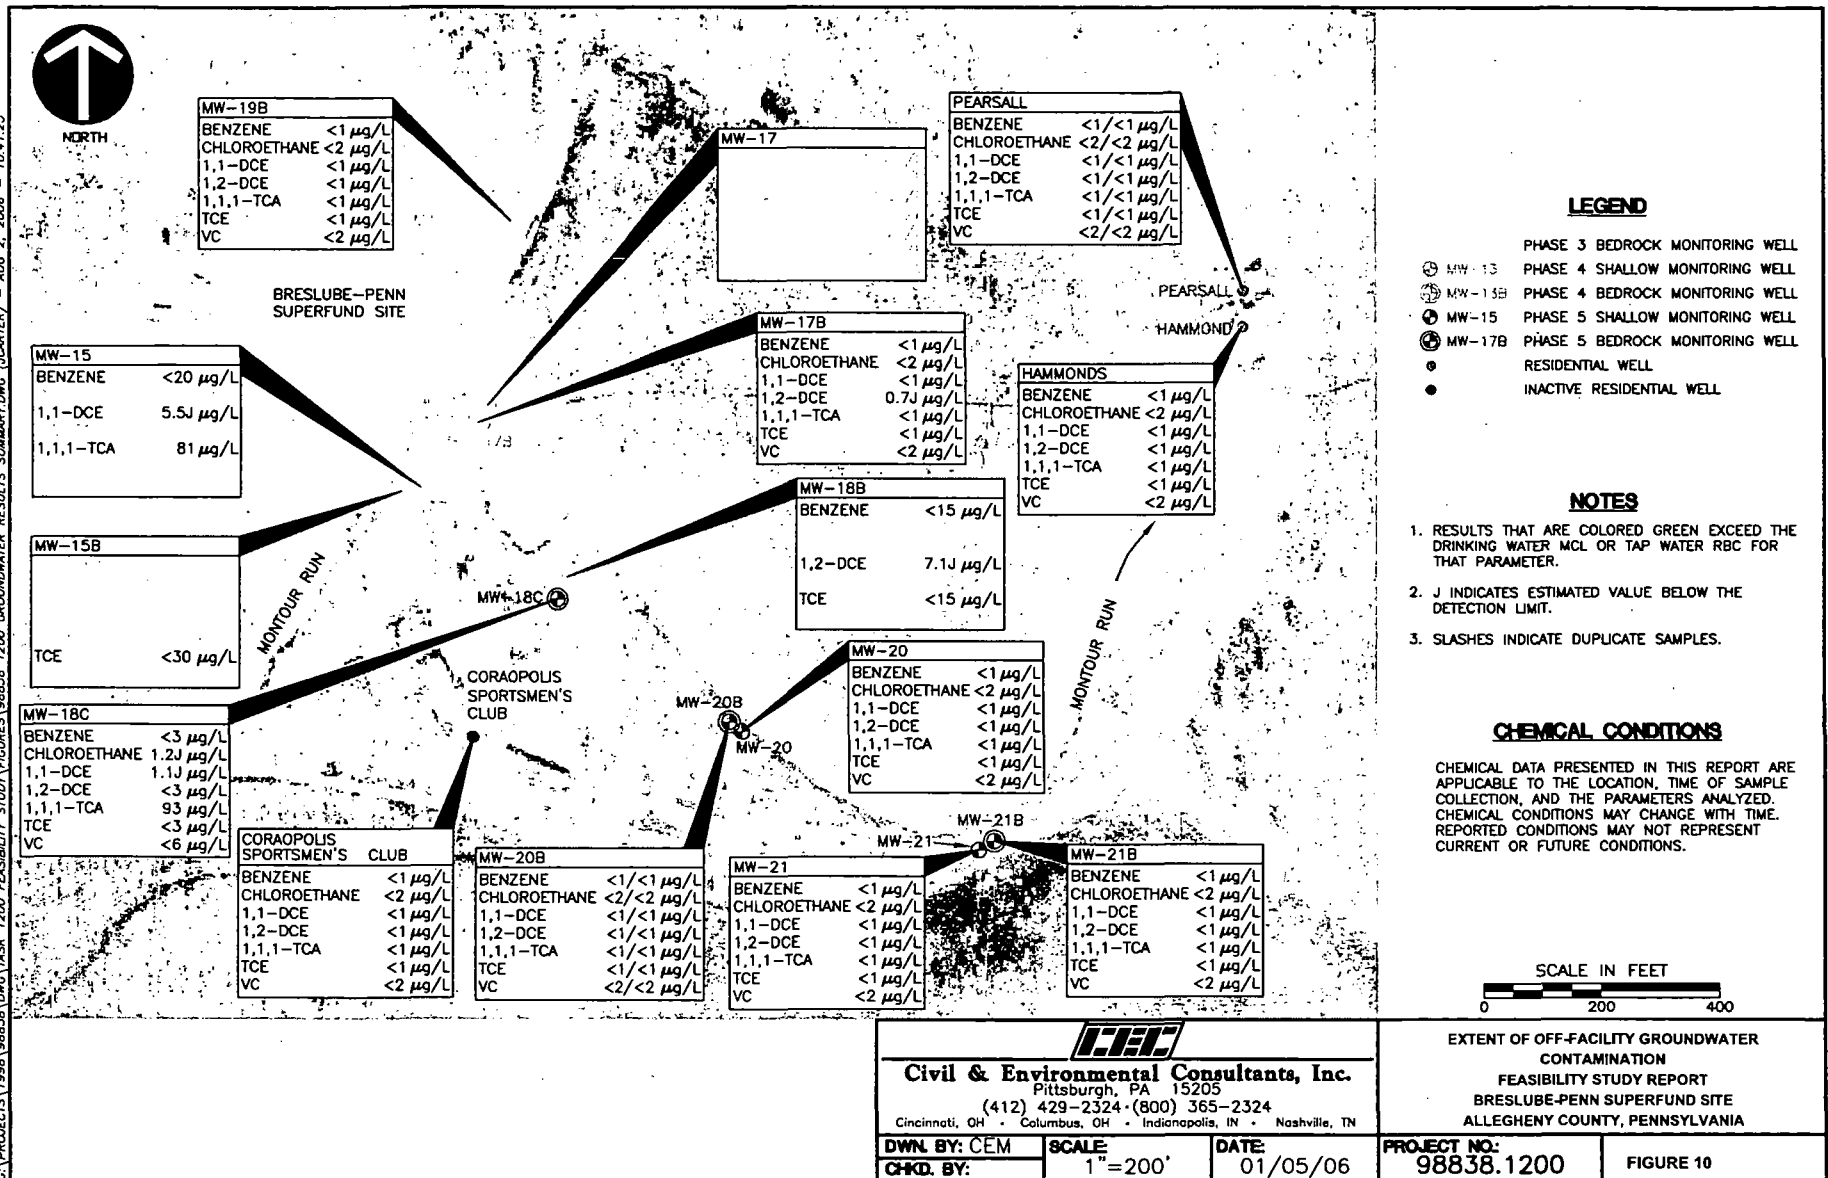 NORTH
MW-19B
BENZENE <1 µg/L
CHLOROETHANE <2 µg/L
1,1-DCE <1 µg/L
1,2-DCE <1 µg/L
1,1,1-TCA <1 µg/L
TCE <1 µg/L
VC <2 µg/L
MW-17
PEARSALL
BENZENE <1/<1 µg/L
CHLOROETHANE <2/<2 µg/L
1,1-DCE <1/<1 µg/L
1,2-DCE <1/<1 µg/L
1,1,1-TCA <1/<1 µg/L
TCE <1/<1 µg/L
VC <2/<2 µg/L
BRESLUBE-PENN
SUPERFUND SITE
PEARSALL
HAMMOND
MW-15
BENZENE <20 µg/L
1,1-DCE 5.5J µg/L
1,1,1-TCA 81 µg/L
MW-17B
BENZENE <1 µg/L
CHLOROETHANE <2 µg/L
1,1-DCE <1 µg/L
1,2-DCE 0.7J µg/L
1,1,1-TCA <1 µg/L
TCE <1 µg/L
VC <2 µg/L
HAMMONDS
BENZENE <1 µg/L
CHLOROETHANE <2 µg/L
1,1-DCE <1 µg/L
1,2-DCE <1 µg/L
1,1,1-TCA <1 µg/L
TCE <1 µg/L
VC <2 µg/L
MW-15B
TCE <30 µg/L
MONTOUR RUN
MW-18C
MW-18B
BENZENE <15 µg/L
1,2-DCE 7.1J µg/L
TCE <15 µg/L
MONTOUR RUN
MW-18C
BENZENE <3 µg/L
CHLOROETHANE 1.2J µg/L
1,1-DCE 1.1J µg/L
1,2-DCE <3 µg/L
1,1,1-TCA 93 µg/L
TCE <3 µg/L
VC <6 µg/L
CORAOPOLIS
SPORTSMEN'S
CLUB
MW-20B
MW-20
MW-20
BENZENE <1 µg/L
CHLOROETHANE <2 µg/L
1,1-DCE <1 µg/L
1,2-DCE <1 µg/L
1,1,1-TCA <1 µg/L
TCE <1 µg/L
VC <2 µg/L
CORAOPOLIS
SPORTSMEN'S CLUB
BENZENE <1 µg/L
CHLOROETHANE <2 µg/L
1,1-DCE <1 µg/L
1,2-DCE <1 µg/L
1,1,1-TCA <1 µg/L
TCE <1 µg/L
VC <2 µg/L
MW-20B
BENZENE <1/<1 µg/L
CHLOROETHANE <2/<2 µg/L
1,1-DCE <1/<1 µg/L
1,2-DCE <1/<1 µg/L
1,1,1-TCA <1/<1 µg/L
TCE <1/<1 µg/L
VC <2/<2 µg/L
MW-21B
MW-21
MW-21
BENZENE <1 µg/L
CHLOROETHANE <2 µg/L
1,1-DCE <1 µg/L
1,2-DCE <1 µg/L
1,1,1-TCA <1 µg/L
TCE <1 µg/L
VC <2 µg/L
MW-21B
BENZENE <1 µg/L
CHLOROETHANE <2 µg/L
1,1-DCE <1 µg/L
1,2-DCE <1 µg/L
1,1,1-TCA <1 µg/L
TCE <1 µg/L
VC <2 µg/L
LEGEND
PHASE 3 BEDROCK MONITORING WELL
MW-13 PHASE 4 SHALLOW MONITORING WELL
MW-13B PHASE 4 BEDROCK MONITORING WELL
MW-15 PHASE 5 SHALLOW MONITORING WELL
MW-17B PHASE 5 BEDROCK MONITORING WELL
RESIDENTIAL WELL
INACTIVE RESIDENTIAL WELL
NOTES
1. RESULTS THAT ARE COLORED GREEN EXCEED THE
DRINKING WATER MCL OR TAP WATER RBC FOR
THAT PARAMETER.
2. J INDICATES ESTIMATED VALUE BELOW THE
DETECTION LIMIT.
3. SLASHES INDICATE DUPLICATE SAMPLES.
CHEMICAL CONDITIONS
CHEMICAL DATA PRESENTED IN THIS REPORT ARE
APPLICABLE TO THE LOCATION, TIME OF SAMPLE
COLLECTION, AND THE PARAMETERS ANALYZED.
CHEMICAL CONDITIONS MAY CHANGE WITH TIME.
REPORTED CONDITIONS MAY NOT REPRESENT
CURRENT OR FUTURE CONDITIONS.
SCALE IN FEET
0 200 400
CEC
Civil & Environmental Consultants, Inc.
Pittsburgh, PA 15205
(412) 429-2324 · (800) 365-2324
Cincinnati, OH - Columbus, OH - Indianapolis, IN - Nashville, TN
DWN. BY: CEM
CHKD. BY:
SCALE: 1"=200'
DATE: 01/05/06
EXTENT OF OFF-FACILITY GROUNDWATER
CONTAMINATION
FEASIBILITY STUDY REPORT
BRESLUBE-PENN SUPERFUND SITE
ALLEGHENY COUNTY, PENNSYLVANIA
PROJECT NO.: 98838.1200
FIGURE 10